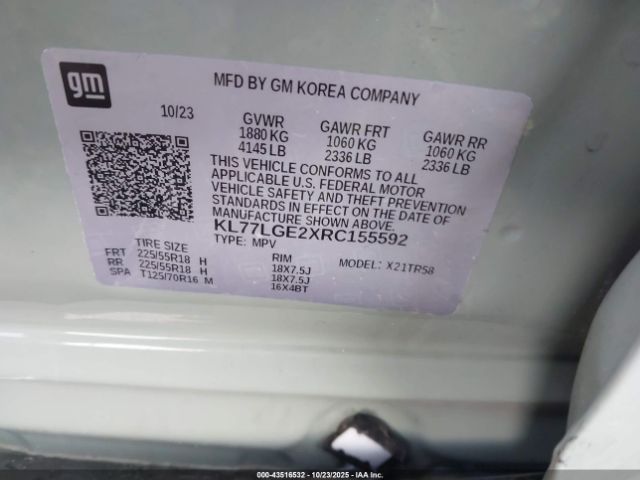 gm
MFD BY GM KOREA COMPANY
10/23
GVWR GAWR FRT GAWR RR
1880 KG 1060 KG 1060 KG
4145 LB 2336 LB 2336 LB
THIS VEHICLE CONFORMS TO ALL
APPLICABLE U.S. FEDERAL MOTOR
VEHICLE SAFETY AND THEFT PREVENTION
STANDARDS IN EFFECT ON THE DATE OF
MANUFACTURE SHOWN ABOVE.
KL77LGE2XRC155592
TYPE: MPV
MODEL: X21TR58
TIRE SIZE RIM
FRT 225/55R18 H 18X7.5J
RR 225/55R18 H 18X7.5J
SPA T125/70R16 M 16X4BT
000-43516532 - 10/23/2025 - IAAI Inc.